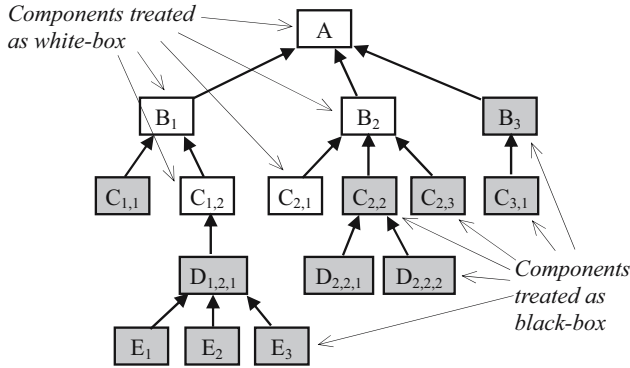 Components treated
as white-box
A
B1 B2 B3
C1,1 C1,2 C2,1 C2,2 C2,3 C3,1
D1,2,1 D2,2,1 D2,2,2
Components
treated as
black-box
E1 E2 E3